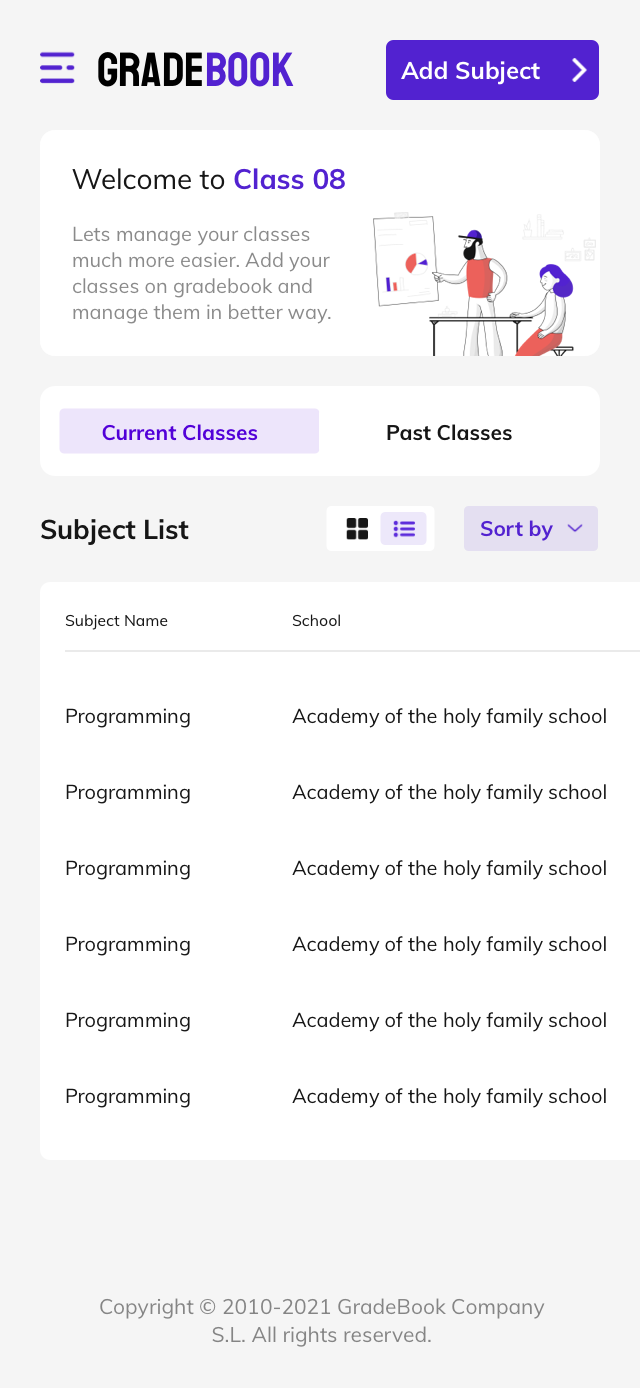 GRADEBOOK
Add Subject
Welcome to Class 08
Lets manage your classes
much more easier. Add your
classes on gradebook and
manage them in better way.
Current Classes
Past Classes
Subject List
Sort by
Subject Name
School
Programming
Academy of the holy family school
Programming
Academy of the holy family school
Programming
Academy of the holy family school
Programming
Academy of the holy family school
Programming
Academy of the holy family school
Programming
Academy of the holy family school
Copyright © 2010-2021 GradeBook Company
S.L. All rights reserved.